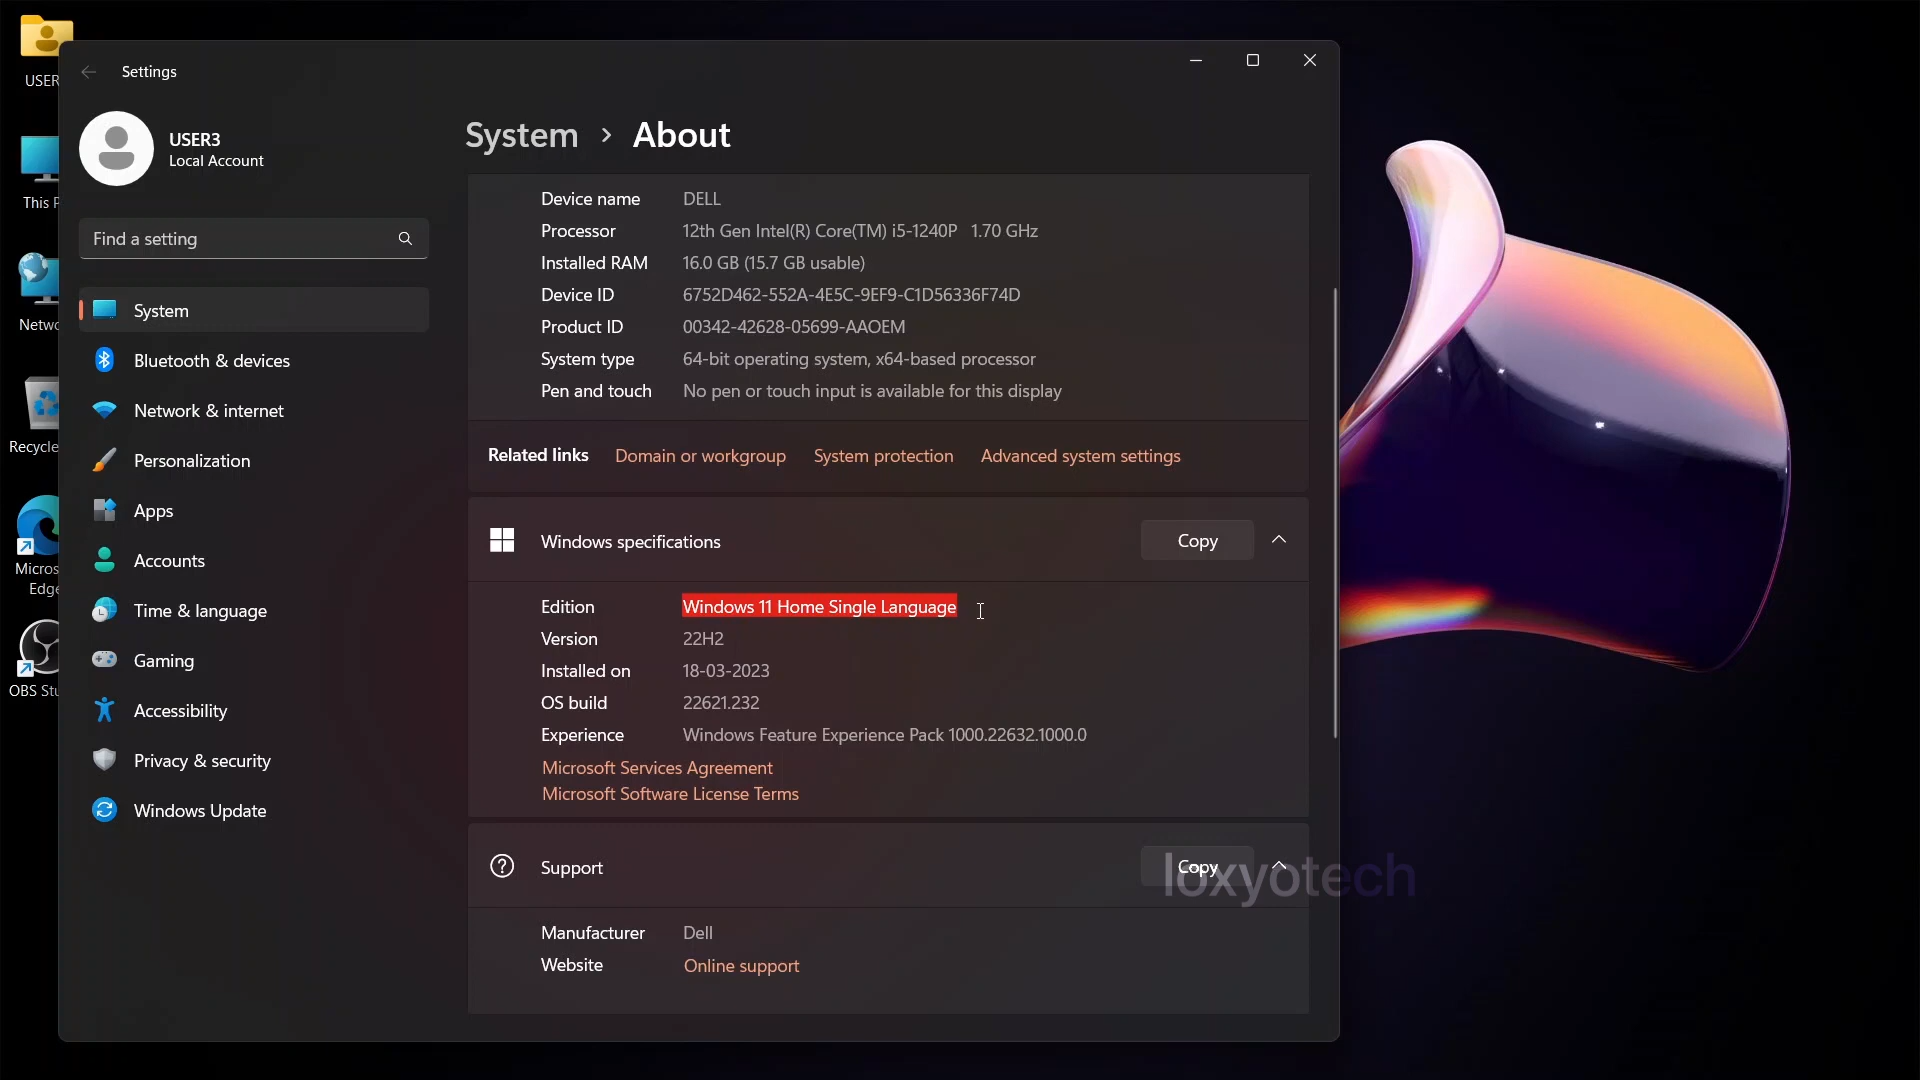 USER
This P
Netwo
Recycle
Micros
Edge
OBS Stu
Settings
USER3
Local Account
Find a setting
System
Bluetooth & devices
Network & internet
Personalization
Apps
Accounts
Time & language
Gaming
Accessibility
Privacy & security
Windows Update
System > About
Device name DELL
Processor 12th Gen Intel(R) Core(TM) i5-1240P 1.70 GHz
Installed RAM 16.0 GB (15.7 GB usable)
Device ID 6752D462-552A-4E5C-9EF9-C1D56336F74D
Product ID 00342-42628-05699-AAOEM
System type 64-bit operating system, x64-based processor
Pen and touch No pen or touch input is available for this display
Related links Domain or workgroup System protection Advanced system settings
Windows specifications Copy
Edition Windows 11 Home Single Language
Version 22H2
Installed on 18-03-2023
OS build 22621.232
Experience Windows Feature Experience Pack 1000.22632.1000.0
Microsoft Services Agreement
Microsoft Software License Terms
Support Copy
loxyotech
Manufacturer Dell
Website Online support